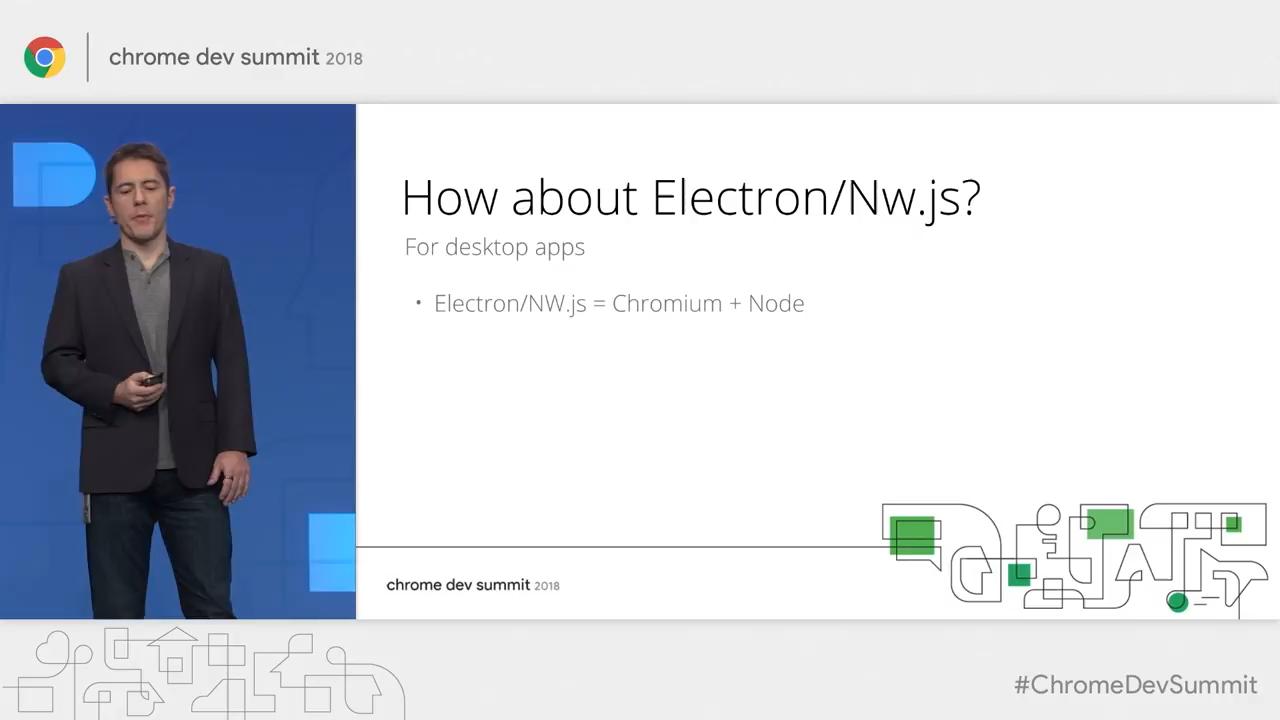 chrome dev summit 2018
How about Electron/Nw.js?
For desktop apps
• Electron/NW.js = Chromium + Node
chrome dev summit 2018
#ChromeDevSummit